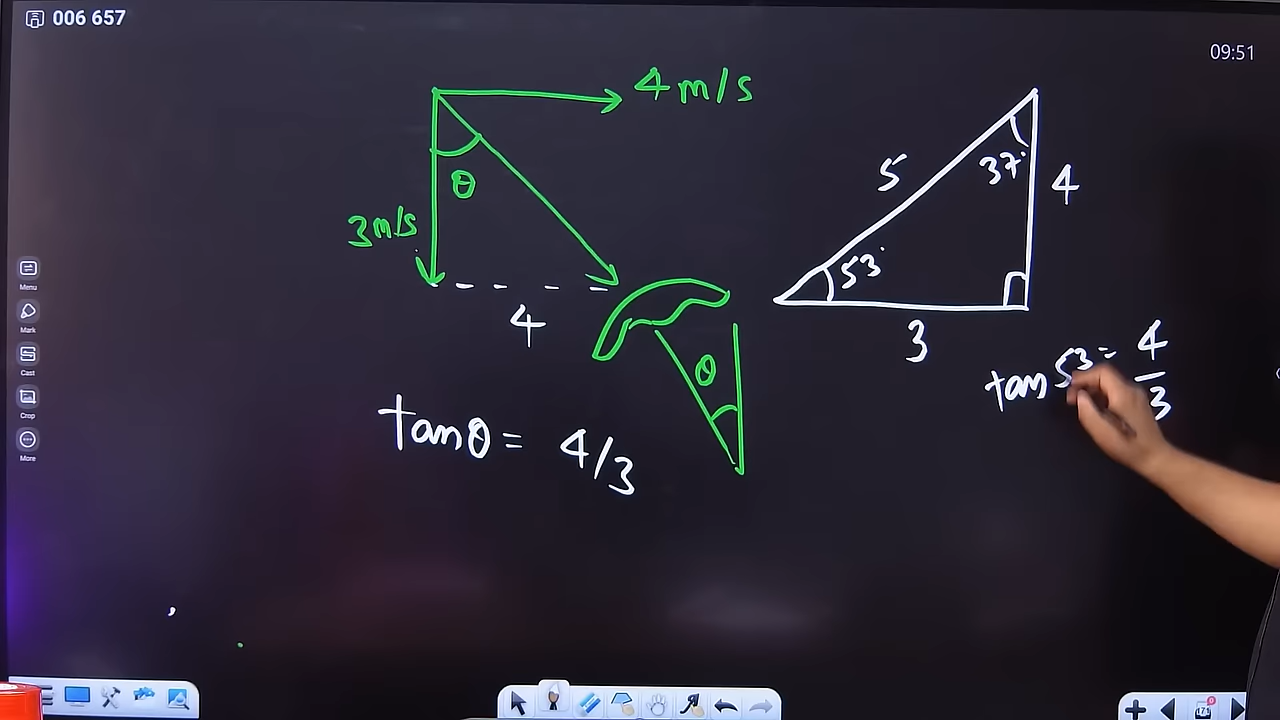 006 657
09:51
4 m/s
θ
3 m/s
4
θ
tanθ = 4/3
5
37°
4
53°
3
tan 53° = 4/3
Menu
Mark
Cast
Crop
More